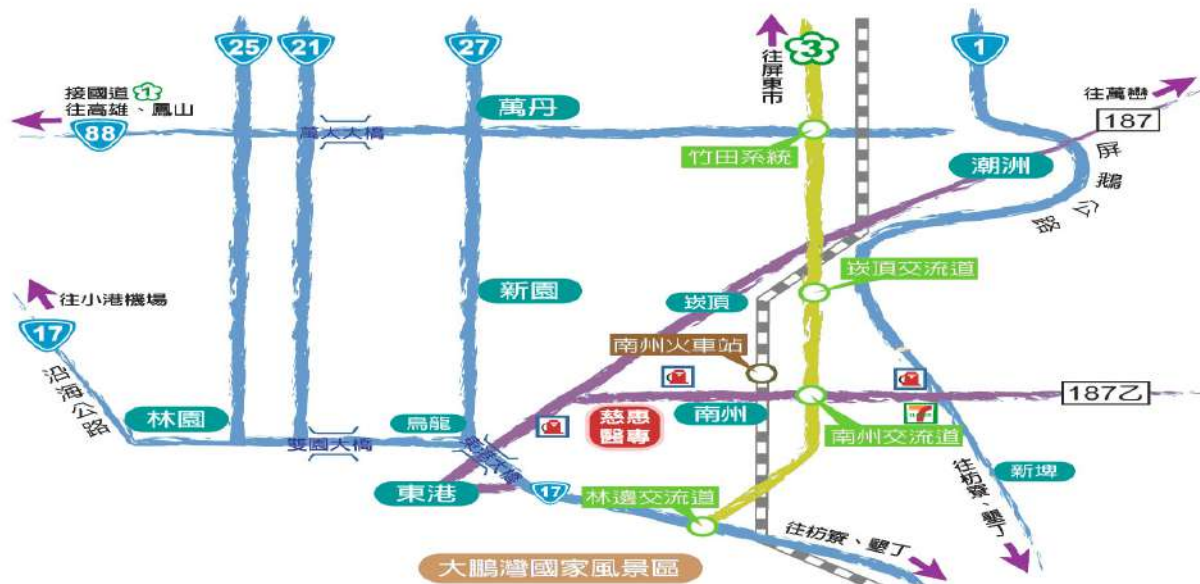 25
21
27
3
1
往屏東市
接國道 1
往高雄、鳳山
88
萬大大橋
萬丹
竹田系統
往萬巒
187
潮洲
屏鵝公路
往小港機場
17
沿海公路
新園
崁頂
崁頂交流道
南州火車站
187乙
林園
雙園大橋
烏龍
慈惠
醫專
南州
7
南州交流道
東港
17
林邊交流道
新埤
往枋寮、墾丁
往枋寮、墾丁
大鵬灣國家風景區